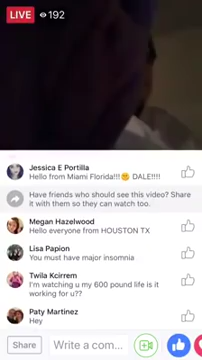 LIVE 192
Jessica E Portilla
Hello from Miami Florida!!!✊ DALE!!!!
Have friends who should see this video? Share
it with them so they can watch too.
Megan Hazelwood
Hello everyone from HOUSTON TX
Lisa Papion
You must have major insomnia
Twila Kcirrem
I'm watching u my 600 pound life is it
working for u??
Paty Martinez
Hey
Share
Write a com...